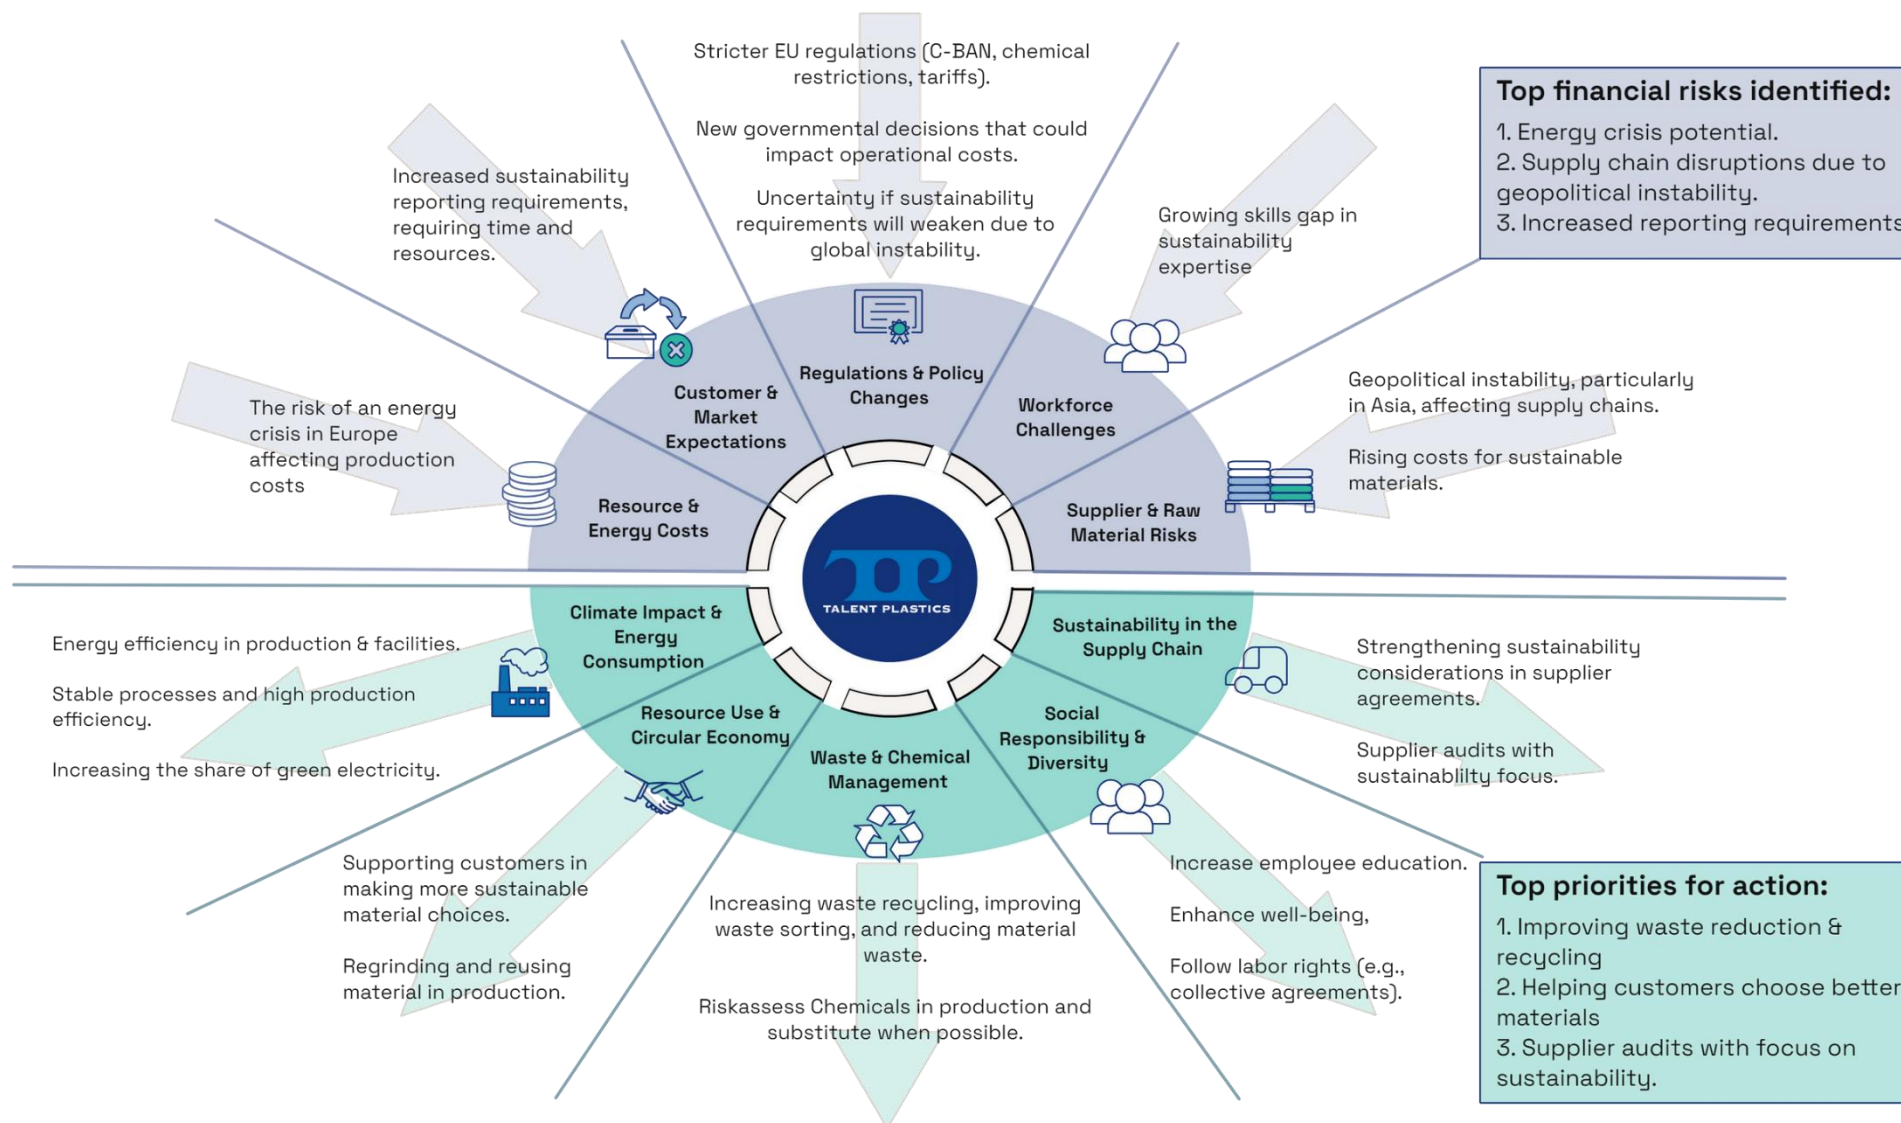 Stricter EU regulations (C-BAN, chemical
restrictions, tariffs).
New governmental decisions that could
impact operational costs.
Uncertainty if sustainability
requirements will weaken due to
global instability.
Increased sustainability
reporting requirements,
requiring time and
resources.
Growing skills gap in
sustainability
expertise
Top financial risks identified:
1. Energy crisis potential.
2. Supply chain disruptions due to
geopolitical instability.
3. Increased reporting requirements
The risk of an energy
crisis in Europe
affecting production
costs
Geopolitical instability, particularly
in Asia, affecting supply chains.
Rising costs for sustainable
materials.
Resource &
Energy Costs
Customer &
Market
Expectations
Regulations & Policy
Changes
Workforce
Challenges
Supplier & Raw
Material Risks
TP
TALENT PLASTICS
Climate Impact &
Energy
Consumption
Resource Use &
Circular Economy
Waste & Chemical
Management
Social
Responsibility &
Diversity
Sustainability in the
Supply Chain
Energy efficiency in production & facilities.
Stable processes and high production
efficiency.
Increasing the share of green electricity.
Supporting customers in
making more sustainable
material choices.
Regrinding and reusing
material in production.
Increasing waste recycling, improving
waste sorting, and reducing material
waste.
Riskassess Chemicals in production and
substitute when possible.
Increase employee education.
Enhance well-being,
Follow labor rights (e.g.,
collective agreements).
Strengthening sustainability
considerations in supplier
agreements.
Supplier audits with
sustainablilty focus.
Top priorities for action:
1. Improving waste reduction &
recycling
2. Helping customers choose better
materials
3. Supplier audits with focus on
sustainability.